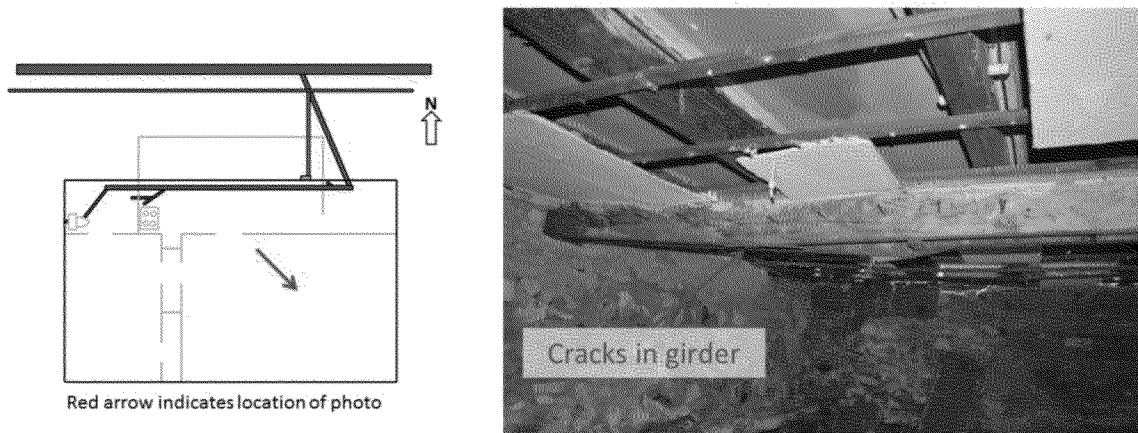 N
Red arrow indicates location of photo
Cracks in girder